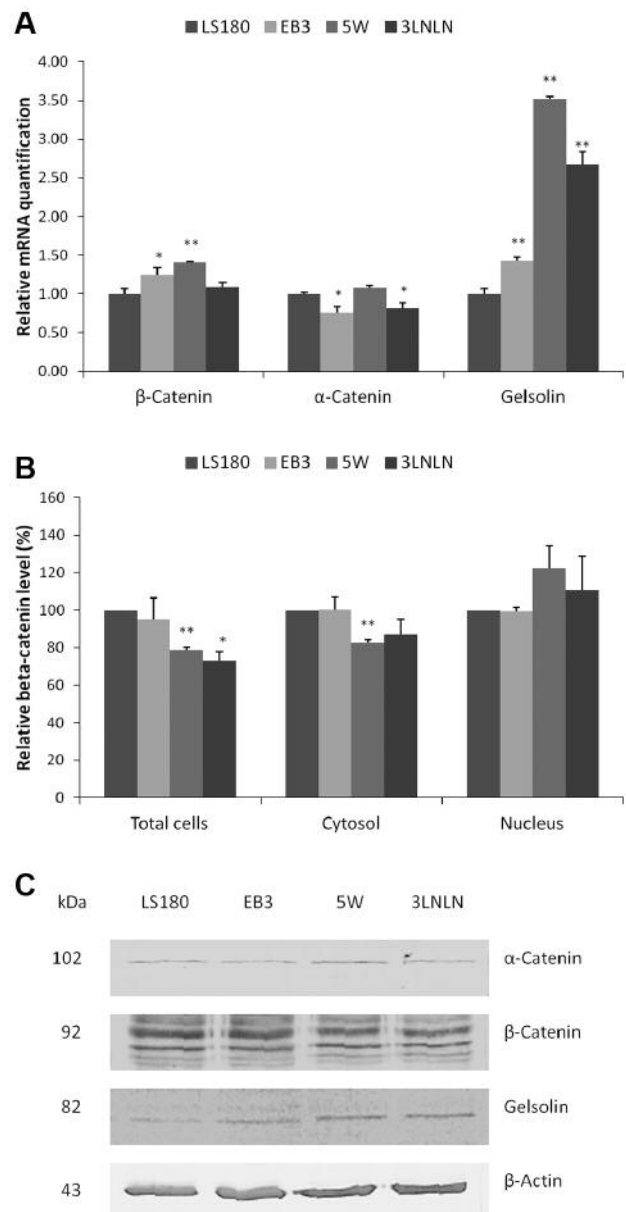 A
LS180 EB3 5W 3LNLN
Relative mRNA quantification
4.00
3.50
3.00
2.50
2.00
1.50
1.00
0.50
0.00
* ** * * ** ** **
β-Catenin α-Catenin Gelsolin
B
LS180 EB3 5W 3LNLN
Relative beta-catenin level (%)
160
140
120
100
80
60
40
20
0
** * **
Total cells Cytosol Nucleus
C
kDa LS180 EB3 5W 3LNLN
102 α-Catenin
92 β-Catenin
82 Gelsolin
43 β-Actin